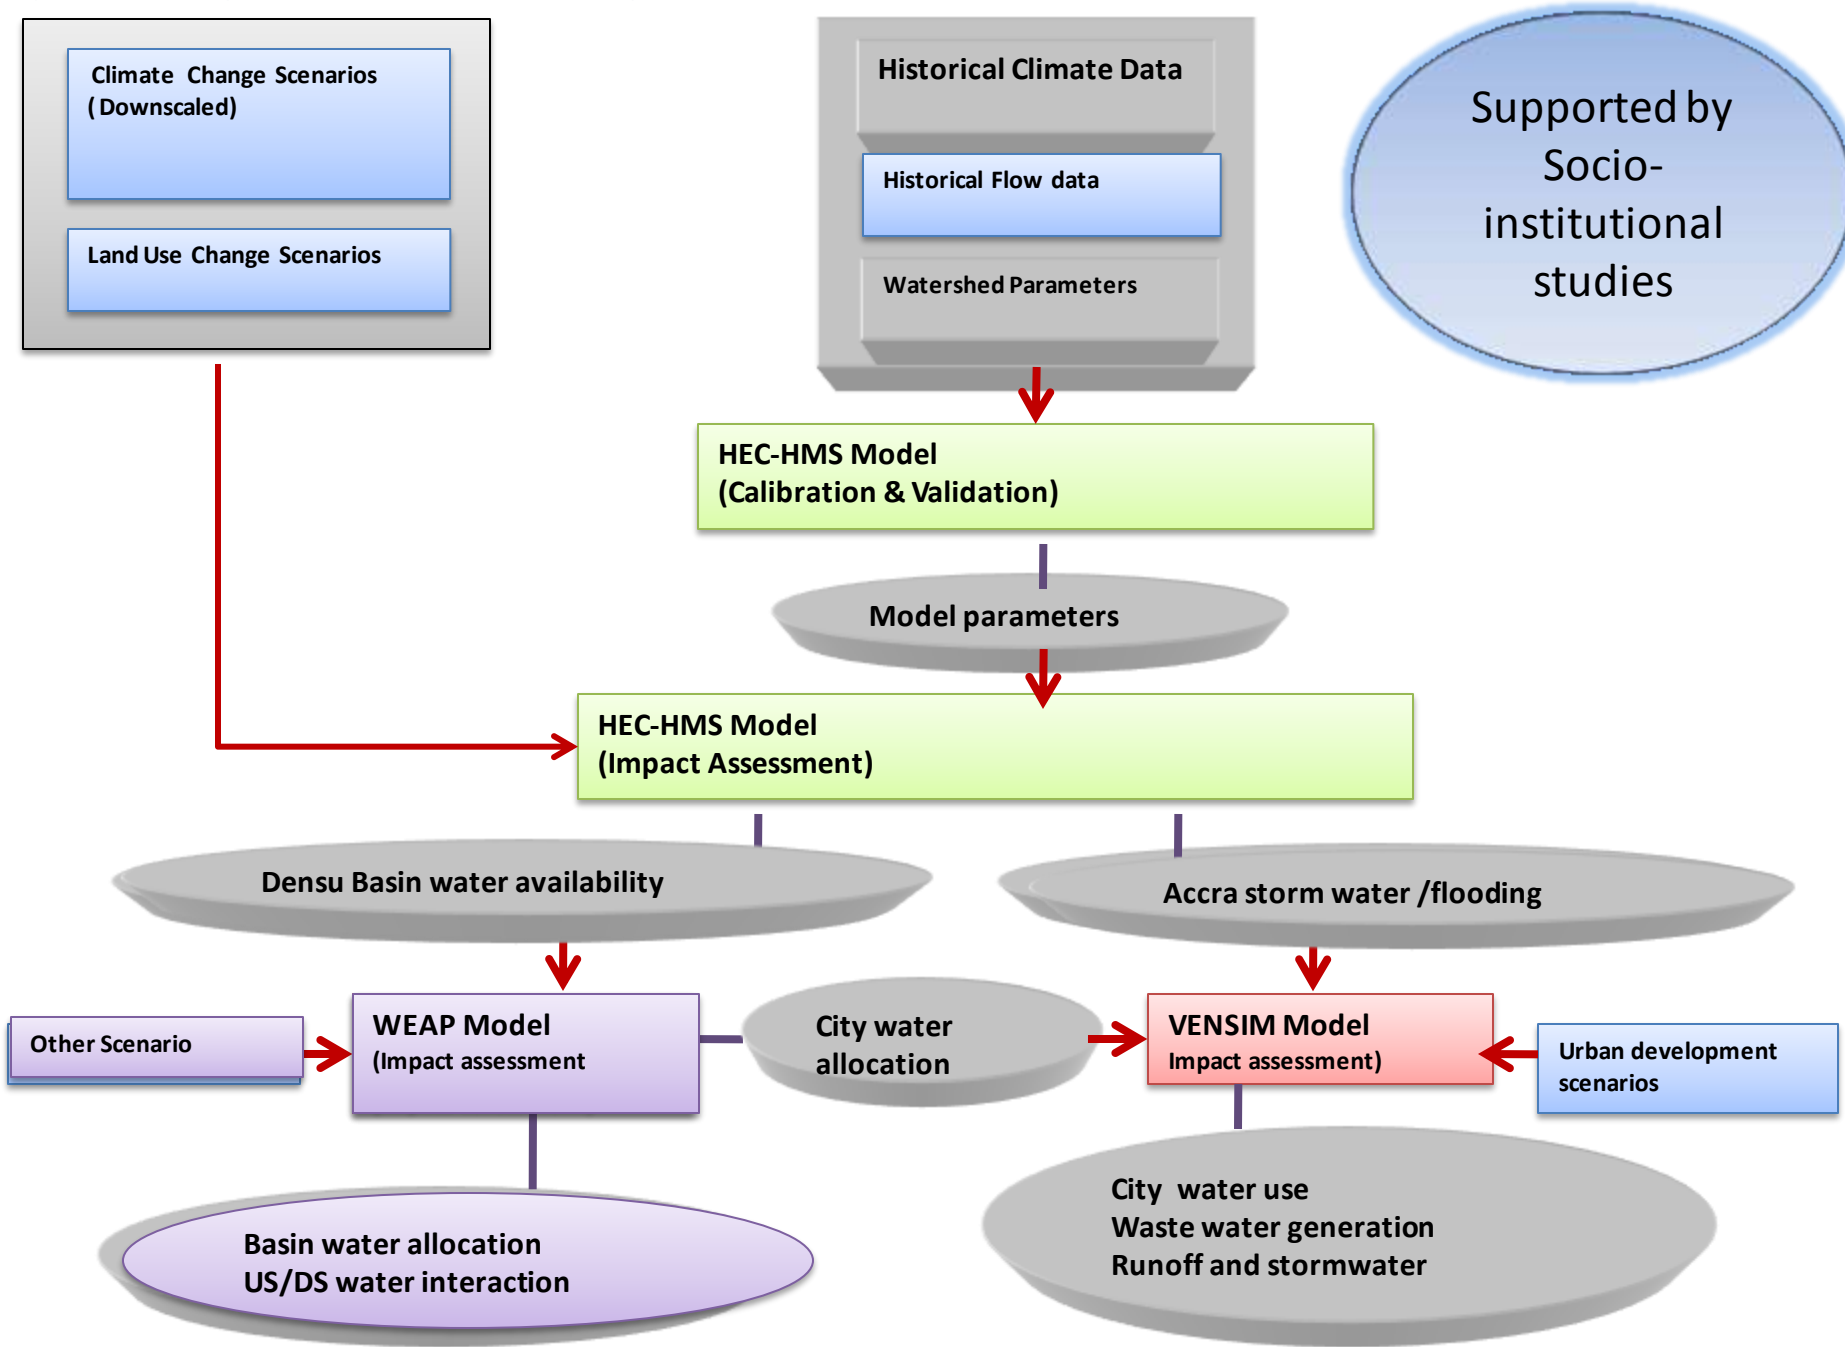 Climate Change Scenarios
( Downscaled)
Land Use Change Scenarios
Historical Climate Data
Historical Flow data
Watershed Parameters
Supported by
Socio-
institutional
studies
HEC-HMS Model
(Calibration & Validation)
Model parameters
HEC-HMS Model
(Impact Assessment)
Densu Basin water availability
Accra storm water /flooding
Other Scenario
WEAP Model
(Impact assessment
City water
allocation
VENSIM Model
Impact assessment)
Urban development
scenarios
Basin water allocation
US/DS water interaction
City water use
Waste water generation
Runoff and stormwater